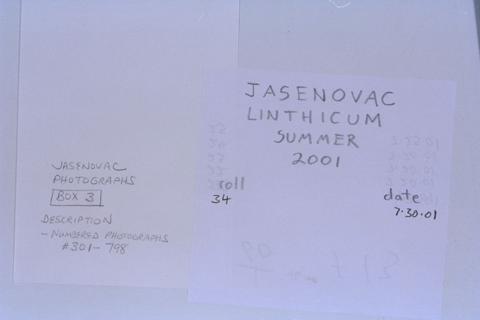 JASENOVAC
PHOTOGRAPHS
BOX 3
DESCRIPTION
- NUMBERED PHOTOGRAPHS
#301- 798
JASENOVAC
LINTHICUM
SUMMER
2001
roll
34
date
7.30.01